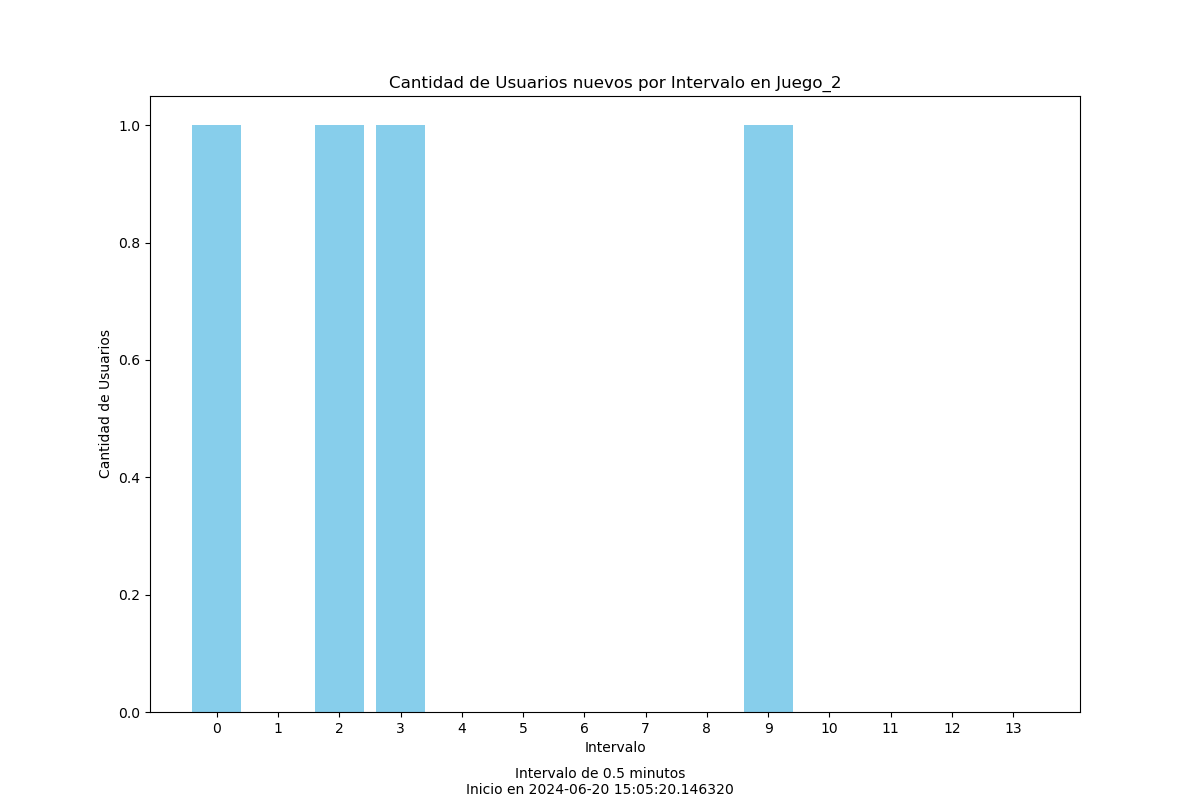 Cantidad de Usuarios nuevos por Intervalo en Juego_2
1.0
0.8
0.6
0.4
0.2
0.0
Cantidad de Usuarios
0 1 2 3 4 5 6 7 8 9 10 11 12 13
Intervalo
Intervalo de 0.5 minutos
Inicio en 2024-06-20 15:05:20.146320